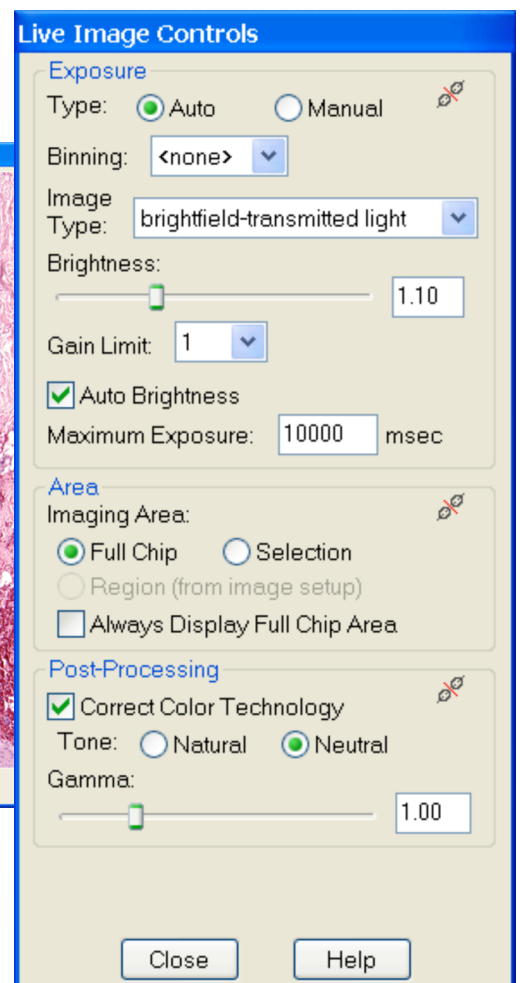 Live Image Controls
Exposure
Type: Auto Manual
Binning: <none>
Image
Type: brightfield-transmitted light
Brightness:
1.10
Gain Limit: 1
Auto Brightness
Maximum Exposure: 10000 msec
Area
Imaging Area:
Full Chip Selection
Region (from image setup)
Always Display Full Chip Area
Post-Processing
Correct Color Technology
Tone: Natural Neutral
Gamma:
1.00
Close Help